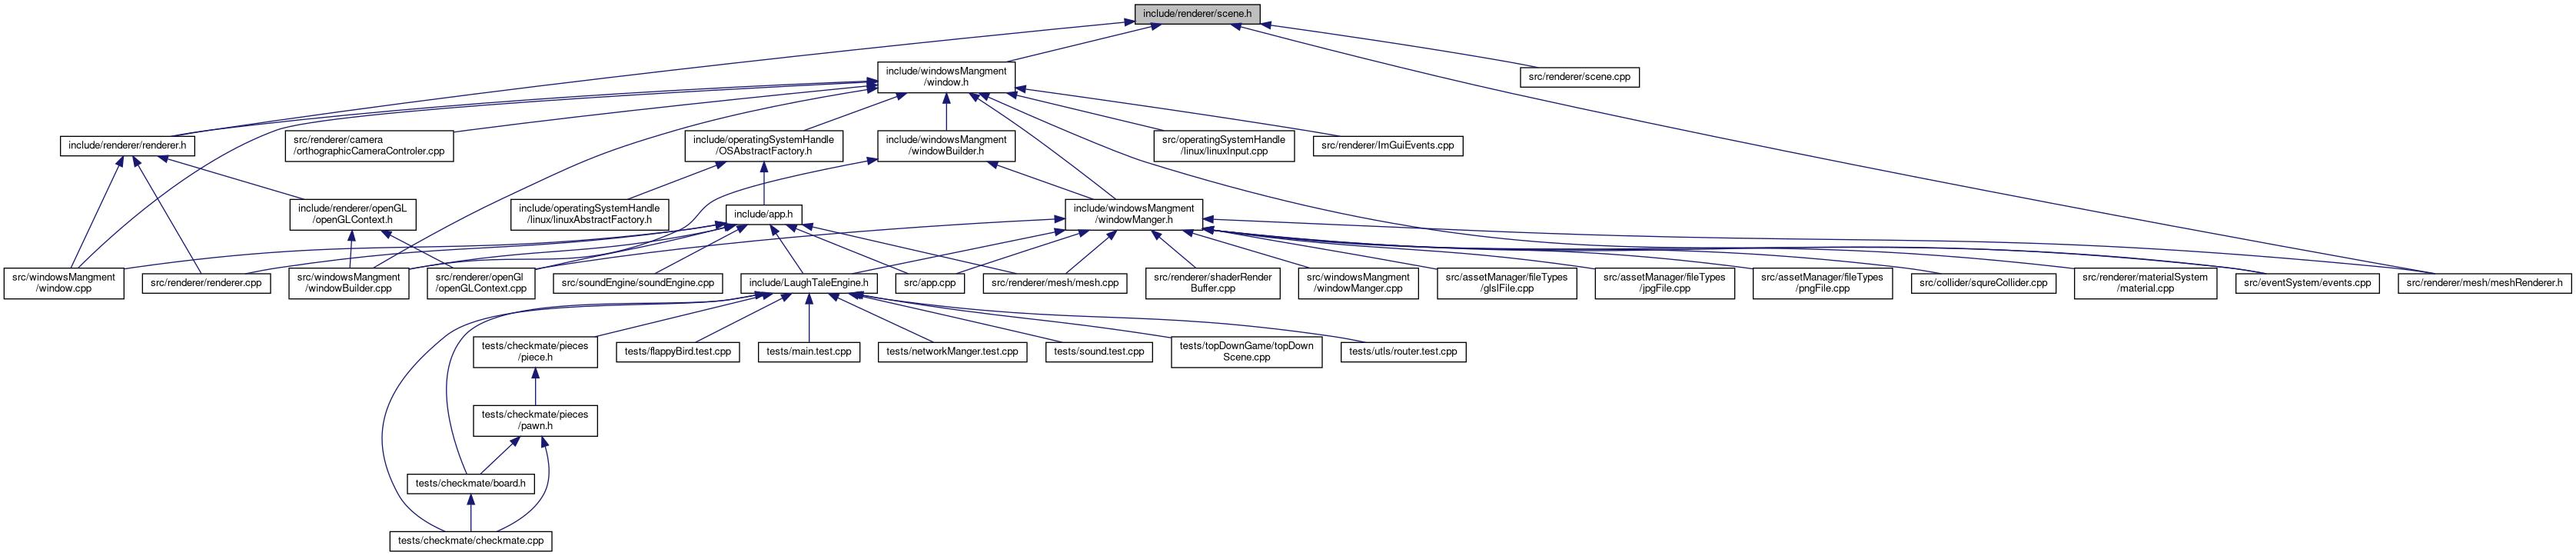 include/renderer/scene.h
include/windowsMangment
/window.h
src/renderer/scene.cpp
include/renderer/renderer.h
src/renderer/camera
/orthographicCameraControler.cpp
include/operatingSystemHandle
/OSAbstractFactory.h
include/windowsMangment
/windowBuilder.h
src/operatingSystemHandle
/linux/linuxInput.cpp
src/renderer/ImGuiEvents.cpp
include/renderer/openGL
/openGLContext.h
include/operatingSystemHandle
/linux/linuxAbstractFactory.h
include/app.h
include/windowsMangment
/windowManger.h
src/windowsMangment
/window.cpp
src/renderer/renderer.cpp
src/windowsMangment
/windowBuilder.cpp
src/renderer/openGl
/openGLContext.cpp
src/soundEngine/soundEngine.cpp
include/LaughTaleEngine.h
src/app.cpp
src/renderer/mesh/mesh.cpp
src/renderer/shaderRender
Buffer.cpp
src/windowsMangment
/windowManger.cpp
src/assetManager/fileTypes
/glslFile.cpp
src/assetManager/fileTypes
/jpgFile.cpp
src/assetManager/fileTypes
/pngFile.cpp
src/collider/squreCollider.cpp
src/renderer/materialSystem
/material.cpp
src/eventSystem/events.cpp
src/renderer/mesh/meshRenderer.h
tests/checkmate/pieces
/piece.h
tests/flappyBird.test.cpp
tests/main.test.cpp
tests/networkManger.test.cpp
tests/sound.test.cpp
tests/topDownGame/topDown
Scene.cpp
tests/utls/router.test.cpp
tests/checkmate/pieces
/pawn.h
tests/checkmate/board.h
tests/checkmate/checkmate.cpp